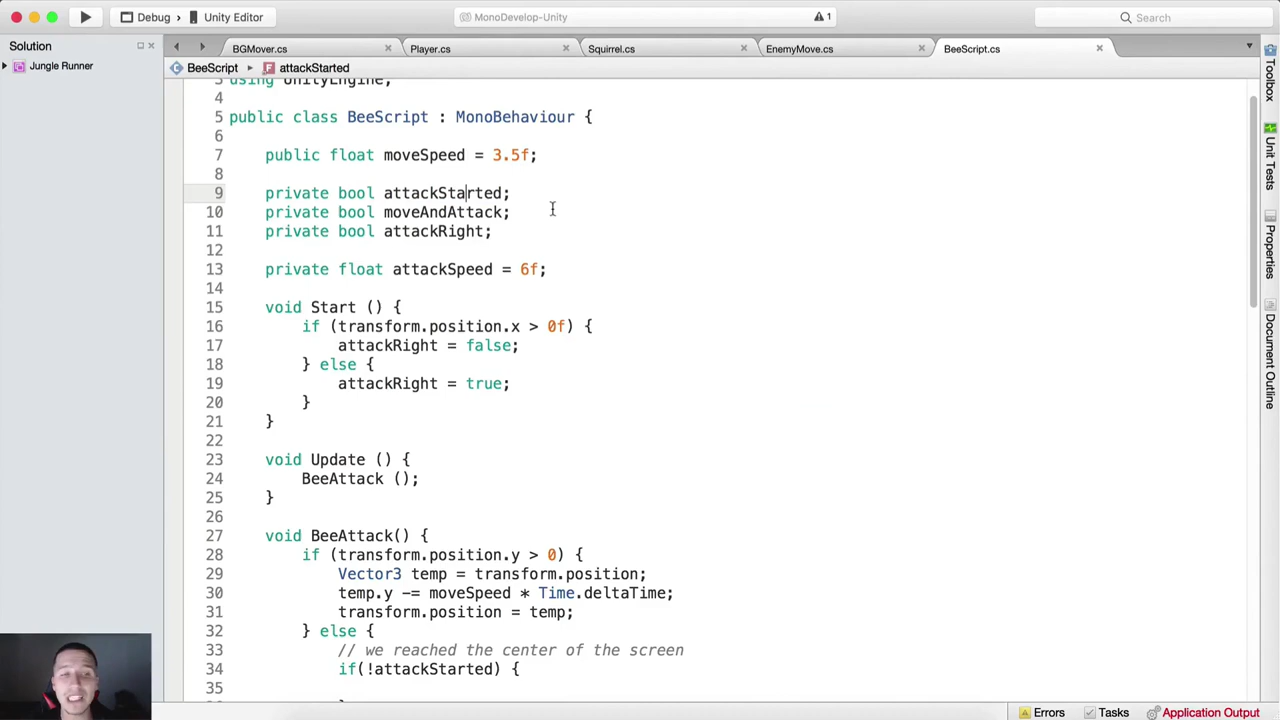 Debug
Unity Editor
MonoDevelop-Unity
1
Search
Solution
BGMover.cs
Player.cs
Squirrel.cs
EnemyMove.cs
BeeScript.cs
Jungle Runner
BeeScript
attackStarted
3 using UnityEngine;
4
5 public class BeeScript : MonoBehaviour {
6
7 public float moveSpeed = 3.5f;
8
9 private bool attackStarted;
10 private bool moveAndAttack;
11 private bool attackRight;
12
13 private float attackSpeed = 6f;
14
15 void Start () {
16 if (transform.position.x > 0f) {
17 attackRight = false;
18 } else {
19 attackRight = true;
20 }
21 }
22
23 void Update () {
24 BeeAttack ();
25 }
26
27 void BeeAttack() {
28 if (transform.position.y > 0) {
29 Vector3 temp = transform.position;
30 temp.y -= moveSpeed * Time.deltaTime;
31 transform.position = temp;
32 } else {
33 // we reached the center of the screen
34 if(!attackStarted) {
35
Toolbox
Unit Tests
Properties
Document Outline
Errors
Tasks
Application Output